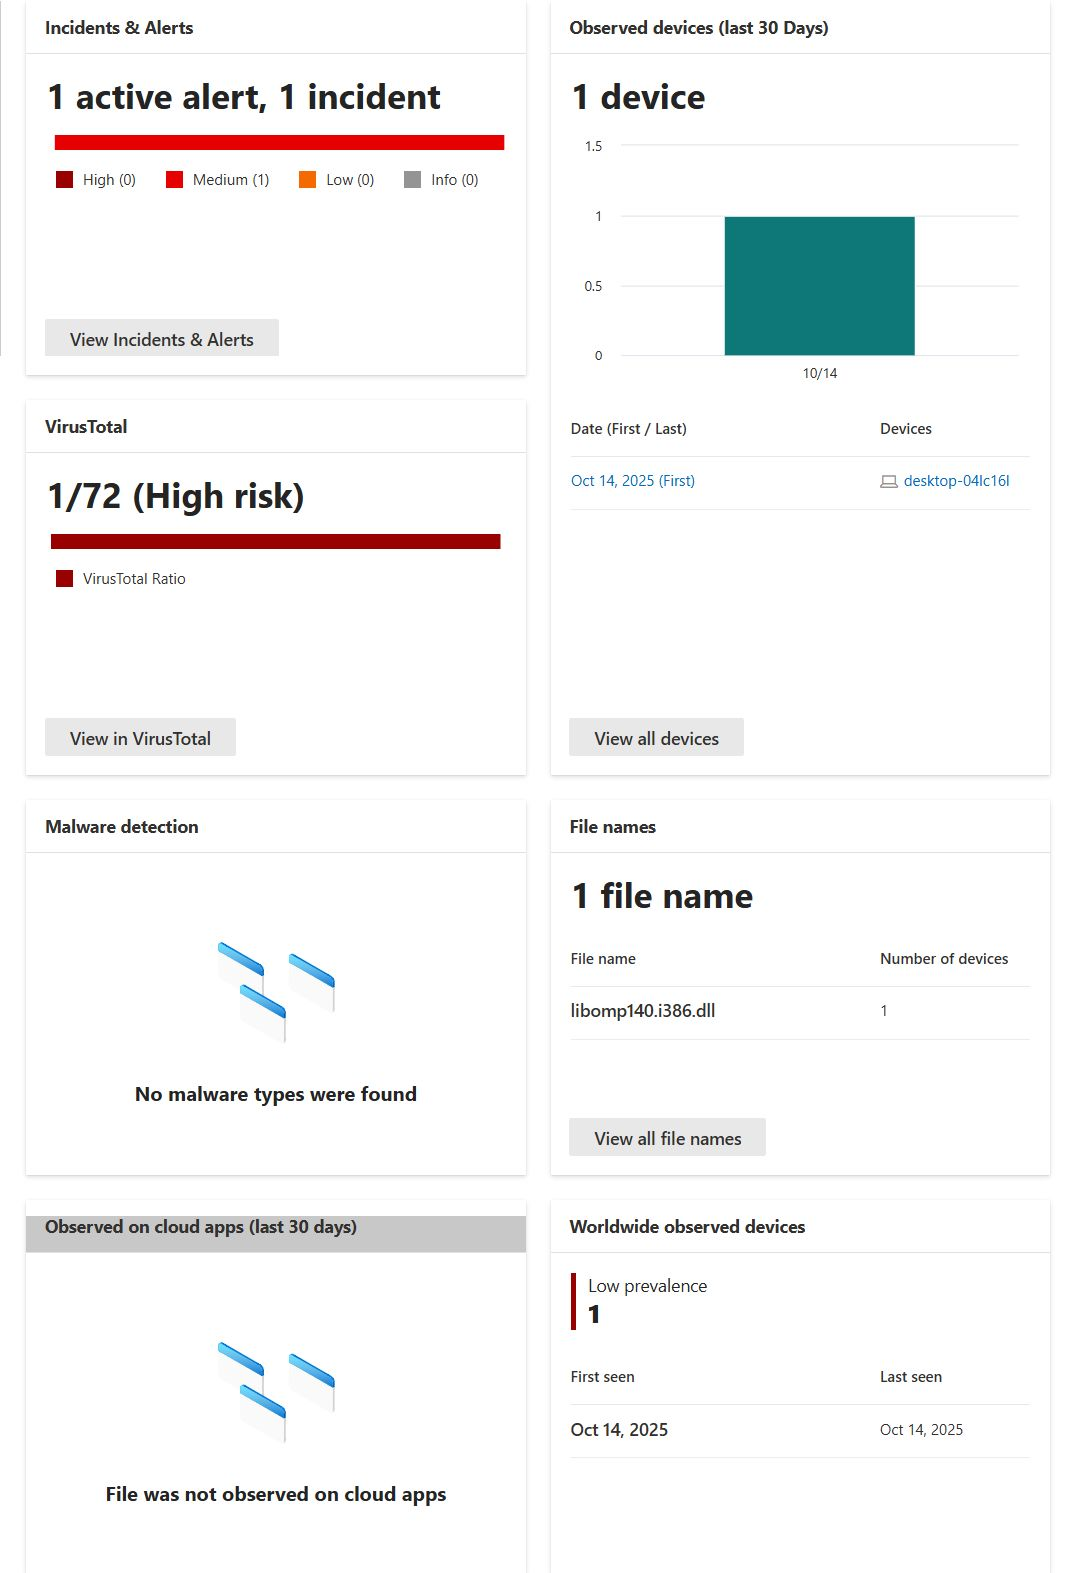 Incidents & Alerts
1 active alert, 1 incident
High (0)
Medium (1)
Low (0)
Info (0)
View Incidents & Alerts
Observed devices (last 30 Days)
1 device
1.5
1
0.5
0
10/14
Date (First / Last)
Devices
Oct 14, 2025 (First)
desktop-04lc16l
View all devices
VirusTotal
1/72 (High risk)
VirusTotal Ratio
View in VirusTotal
Malware detection
No malware types were found
File names
1 file name
File name
Number of devices
libomp140.i386.dll
1
View all file names
Observed on cloud apps (last 30 days)
File was not observed on cloud apps
Worldwide observed devices
Low prevalence
1
First seen
Last seen
Oct 14, 2025
Oct 14, 2025